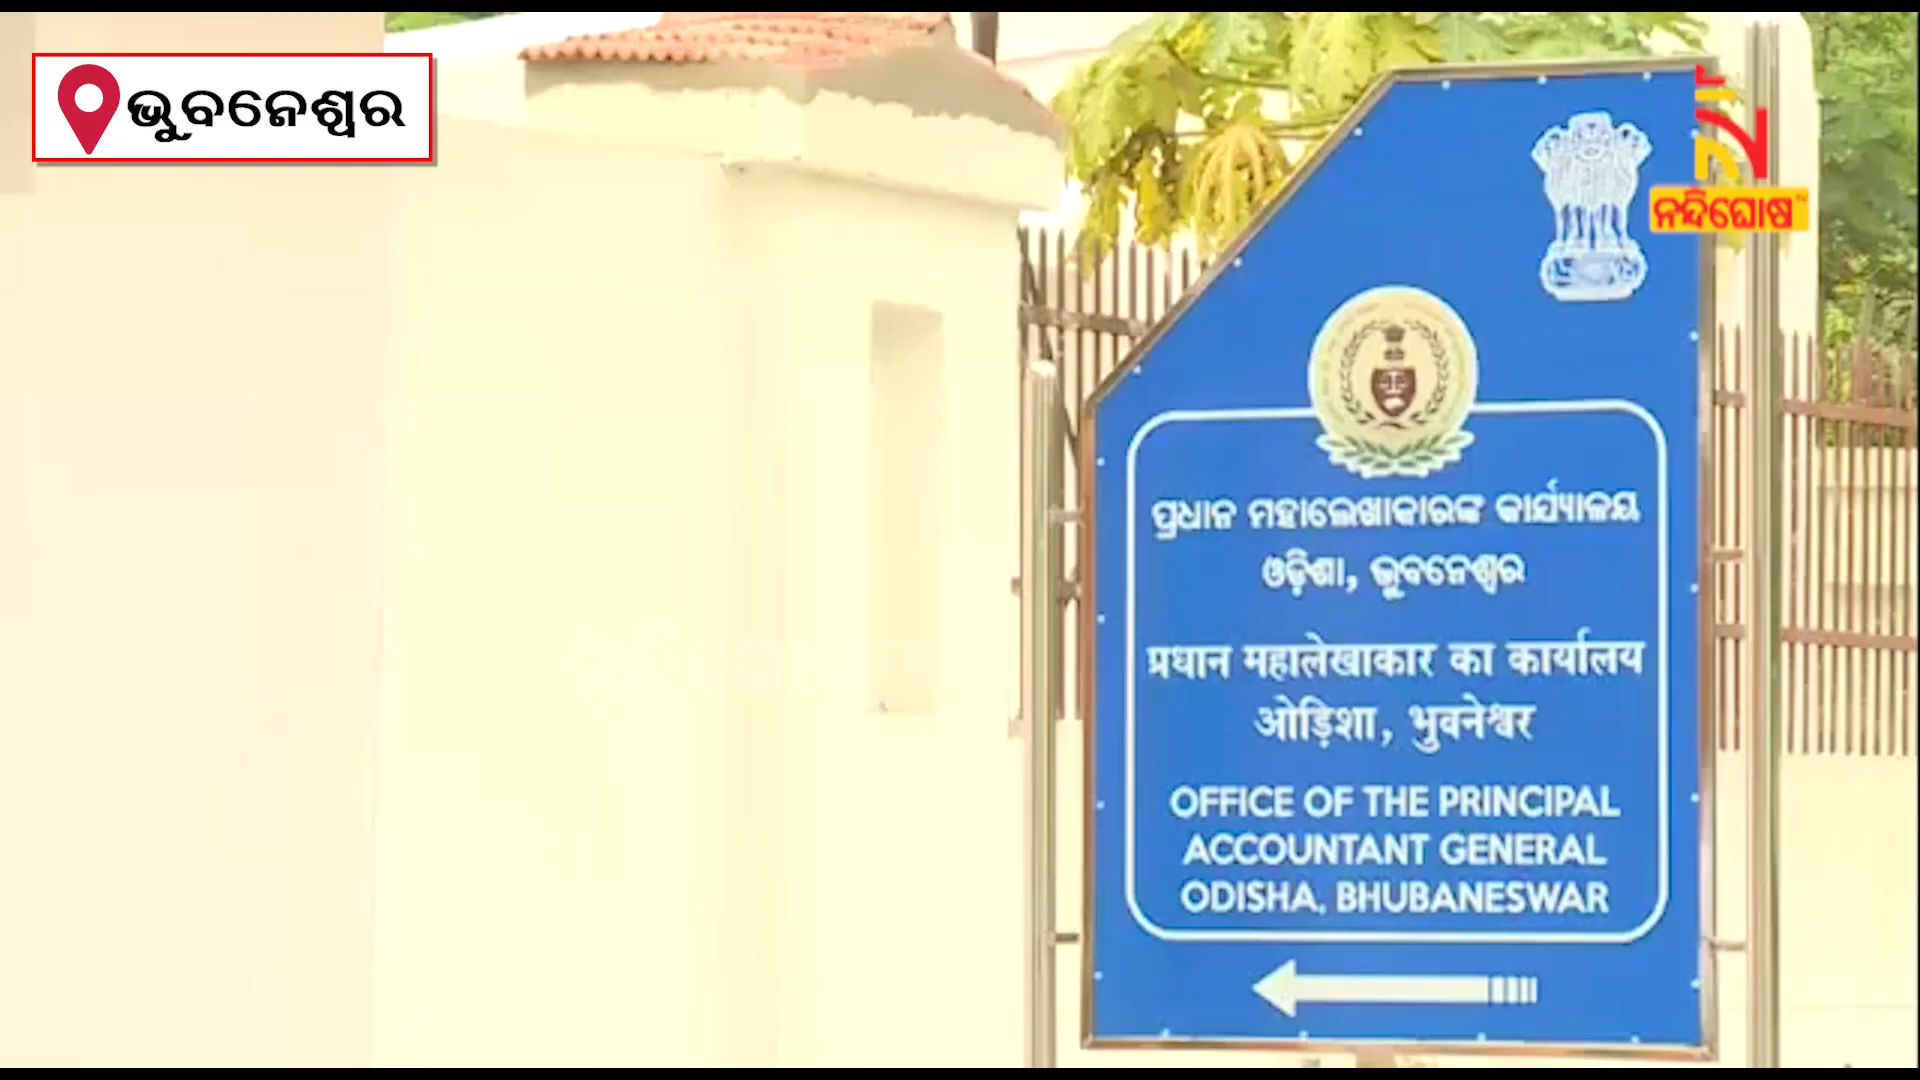 ଭୁବନେଶ୍ୱର
ନନ୍ଦିଘୋଷ
ପ୍ରଧାନ ମହାଲେଖାକାରଙ୍କ କାର୍ଯ୍ୟାଳୟ
ଓଡ଼ିଶା, ଭୁବନେଶ୍ୱର
प्रधान महालेखाकार का कार्यालय
ओड़िशा, भुवनेश्वर
OFFICE OF THE PRINCIPAL
ACCOUNTANT GENERAL
ODISHA, BHUBANESWAR